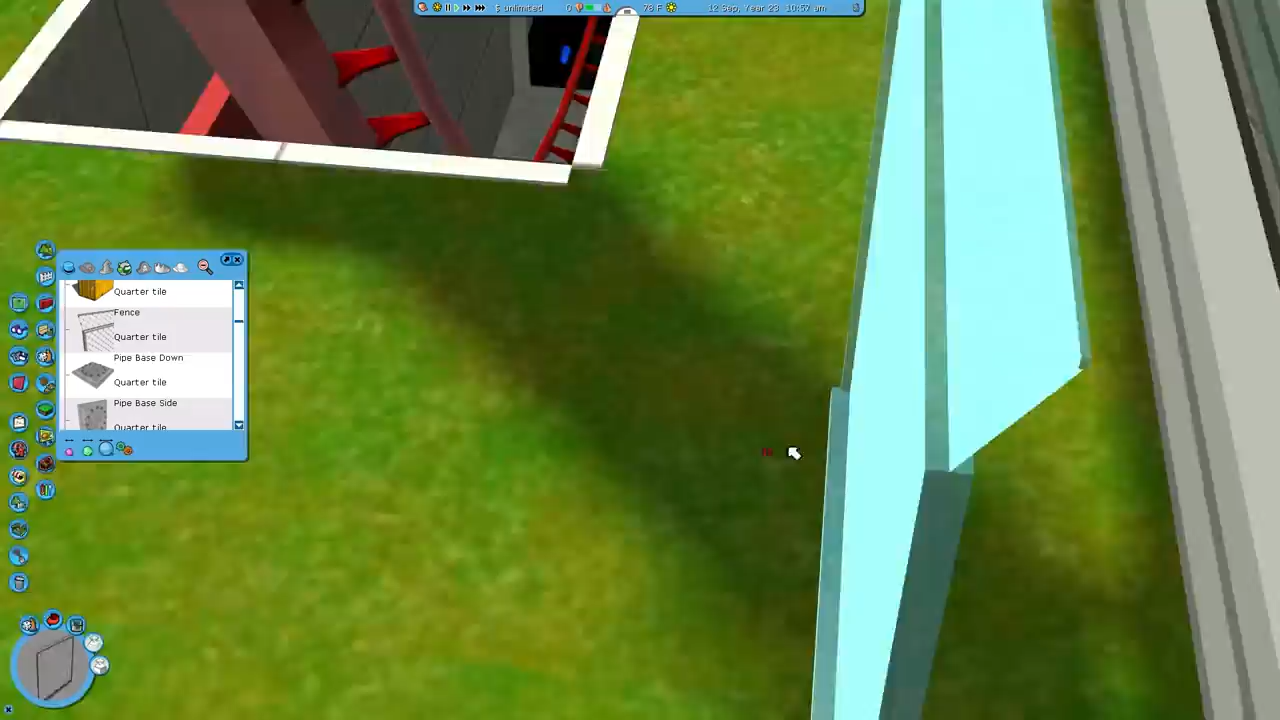 $ unlimited 0 78 F 12 Sep, Year 23 10:57 am
Quarter tile
Fence
Quarter tile
Pipe Base Down
Quarter tile
Pipe Base Side
Quarter tile